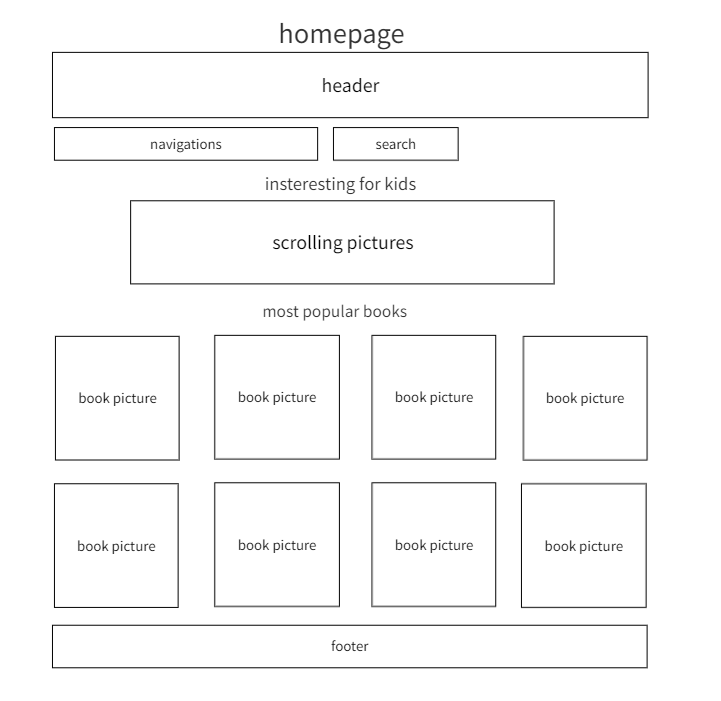 homepage
header
navigations
search
insteresting for kids
scrolling pictures
most popular books
book picture
book picture
book picture
book picture
book picture
book picture
book picture
book picture
footer